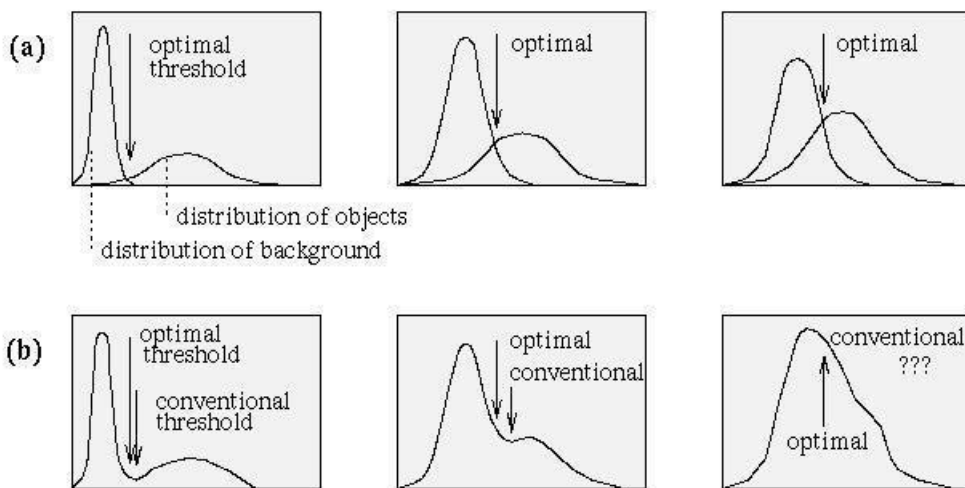 (a)
optimal
threshold
optimal
optimal
distribution of objects
distribution of background
(b)
optimal
threshold
conventional
threshold
optimal
conventional
conventional
???
optimal